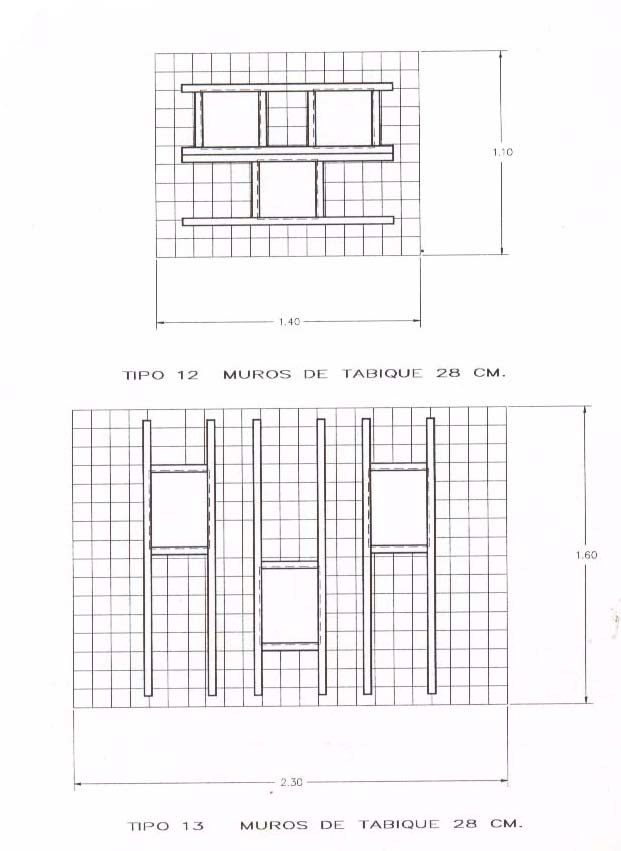 1.10
1.40
TIPO 12 MUROS DE TABIQUE 28 CM.
1.60
2.30
TIPO 13 MUROS DE TABIQUE 28 CM.